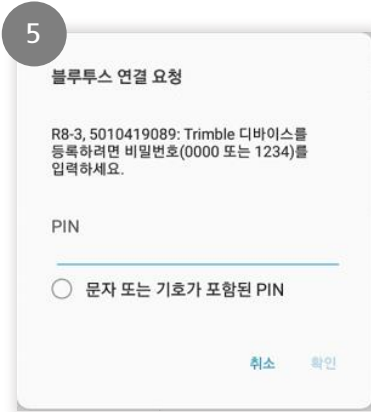 5
블루투스 연결 요청
R8-3, 5010419089: Trimble 디바이스를
등록하려면 비밀번호(0000 또는 1234)를
입력하세요.
PIN
문자 또는 기호가 포함된 PIN
취소 확인